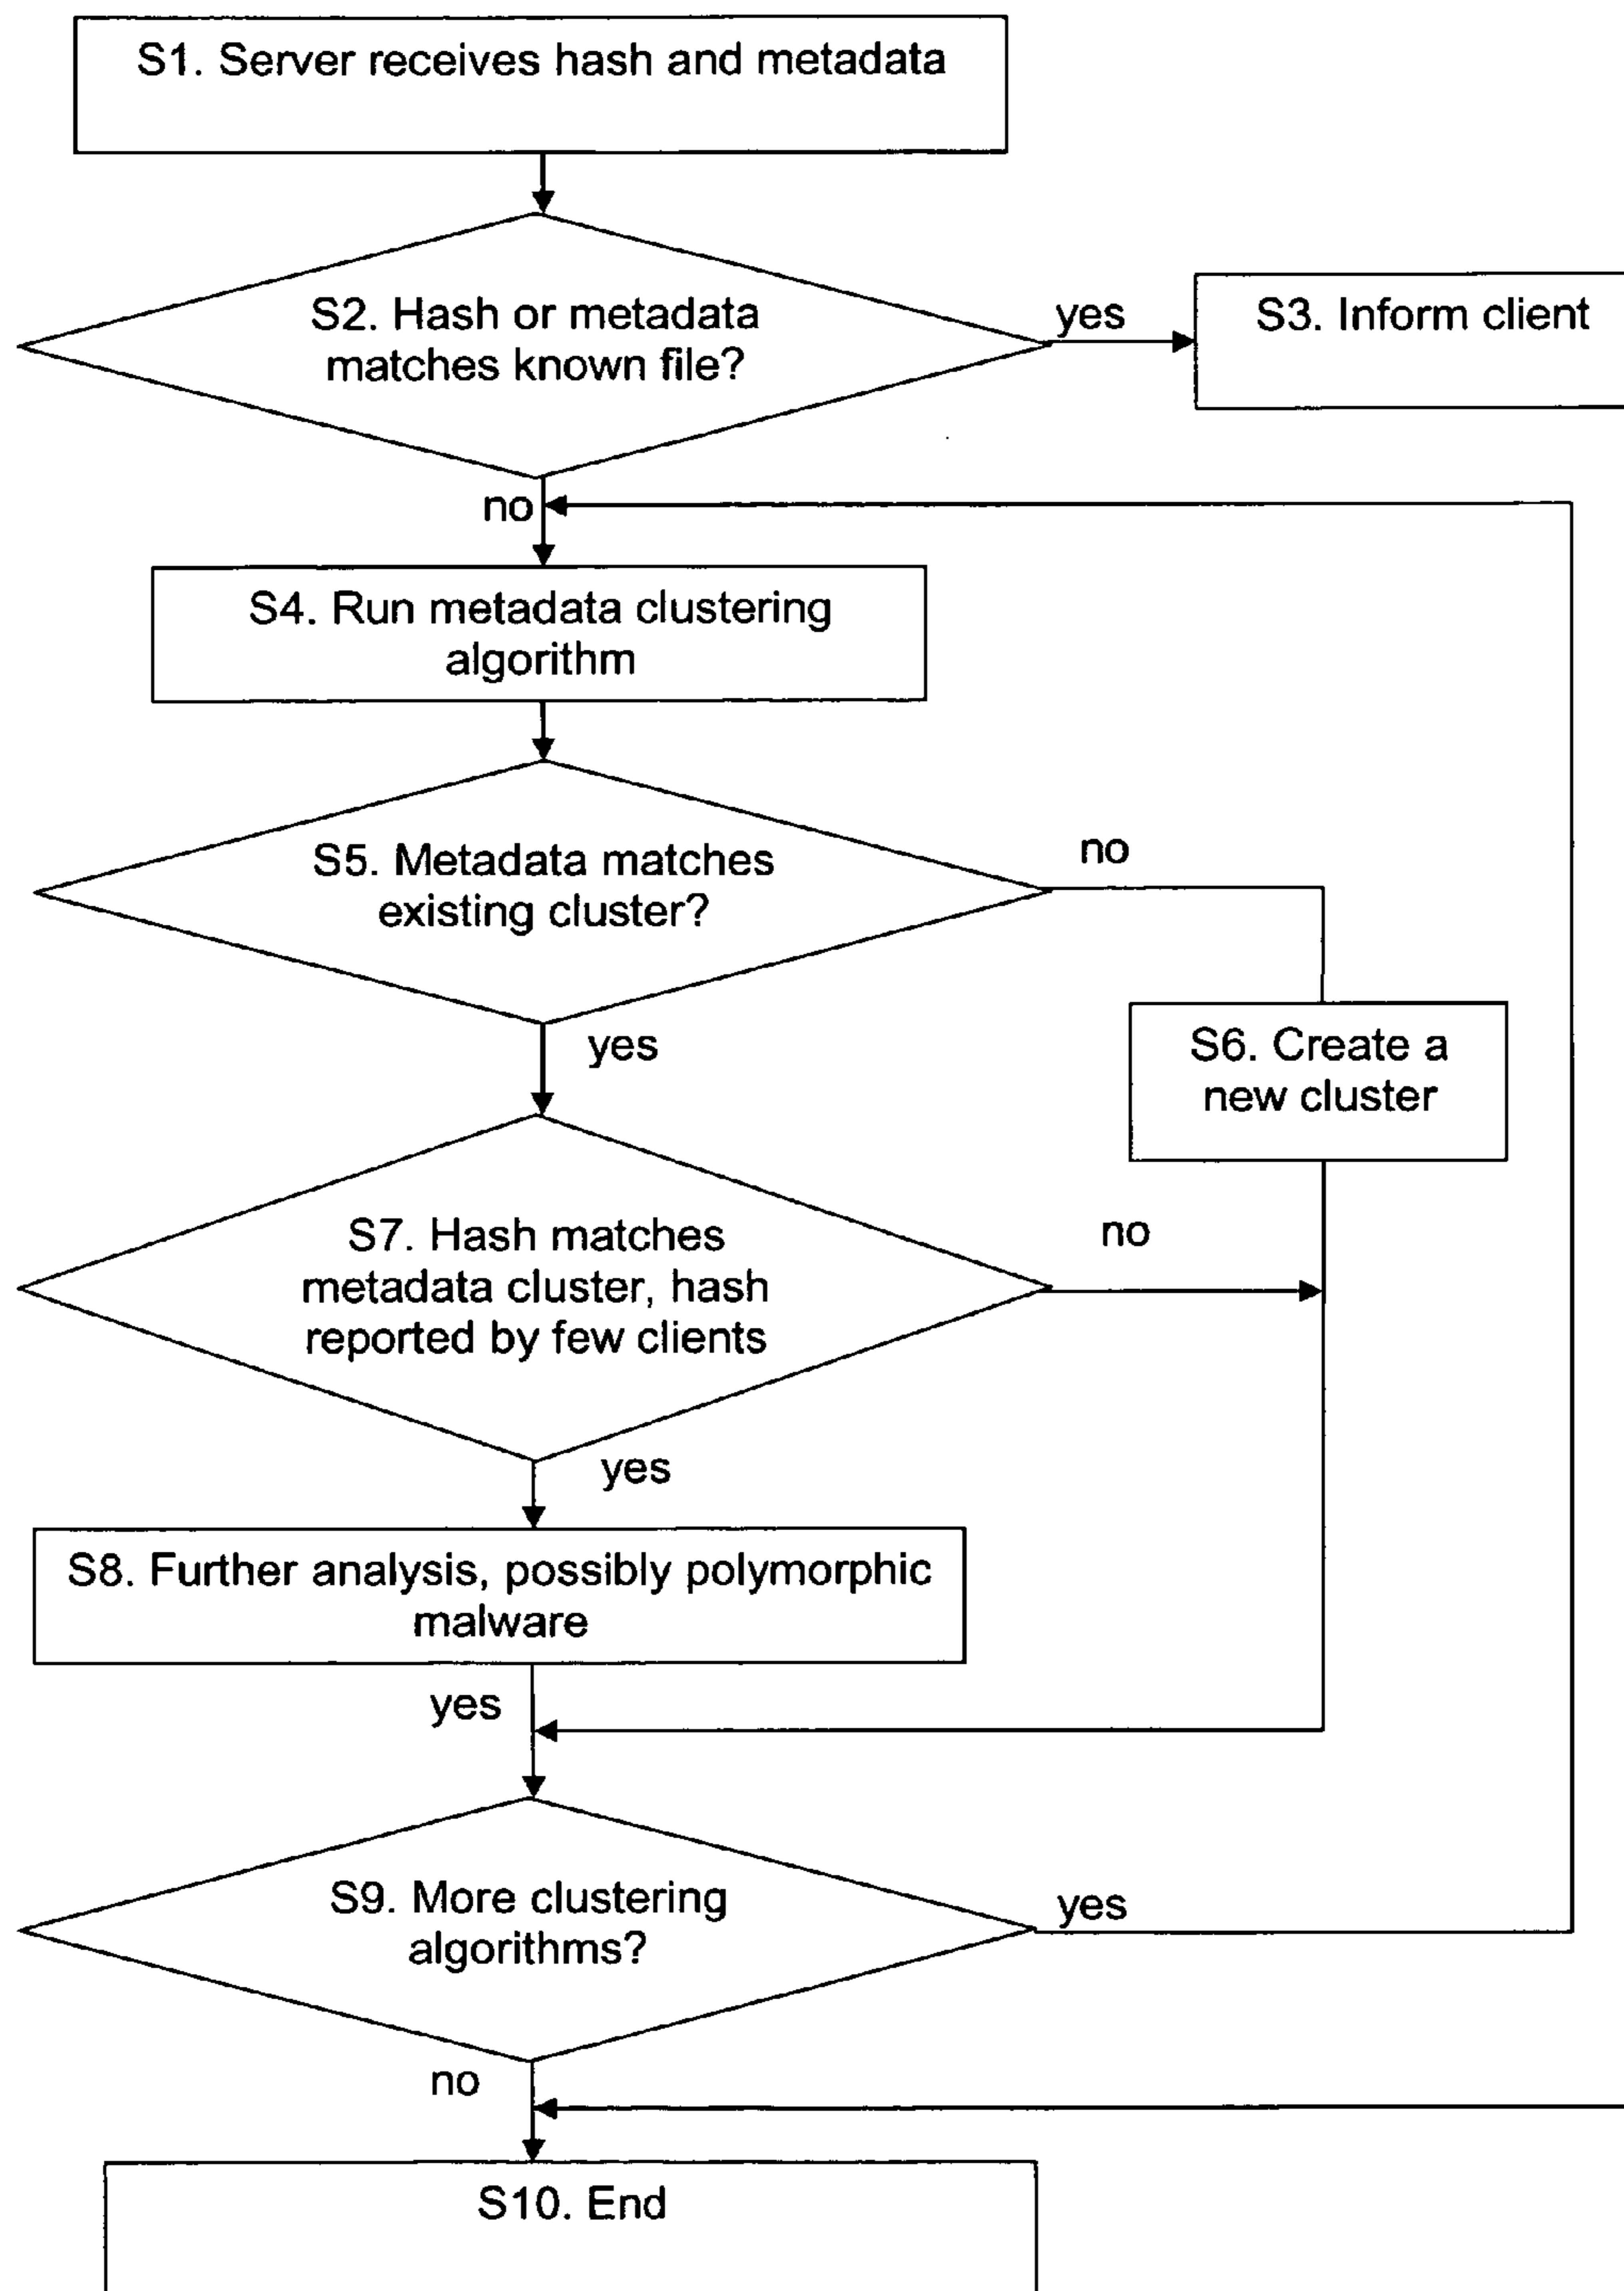 S1. Server receives hash and metadata
S2. Hash or metadata
matches known file?
yes
S3. Inform client
no
S4. Run metadata clustering
algorithm
S5. Metadata matches
existing cluster?
no
yes
S6. Create a
new cluster
S7. Hash matches
metadata cluster, hash
reported by few clients
no
yes
S8. Further analysis, possibly polymorphic
malware
yes
S9. More clustering
algorithms?
yes
no
S10. End